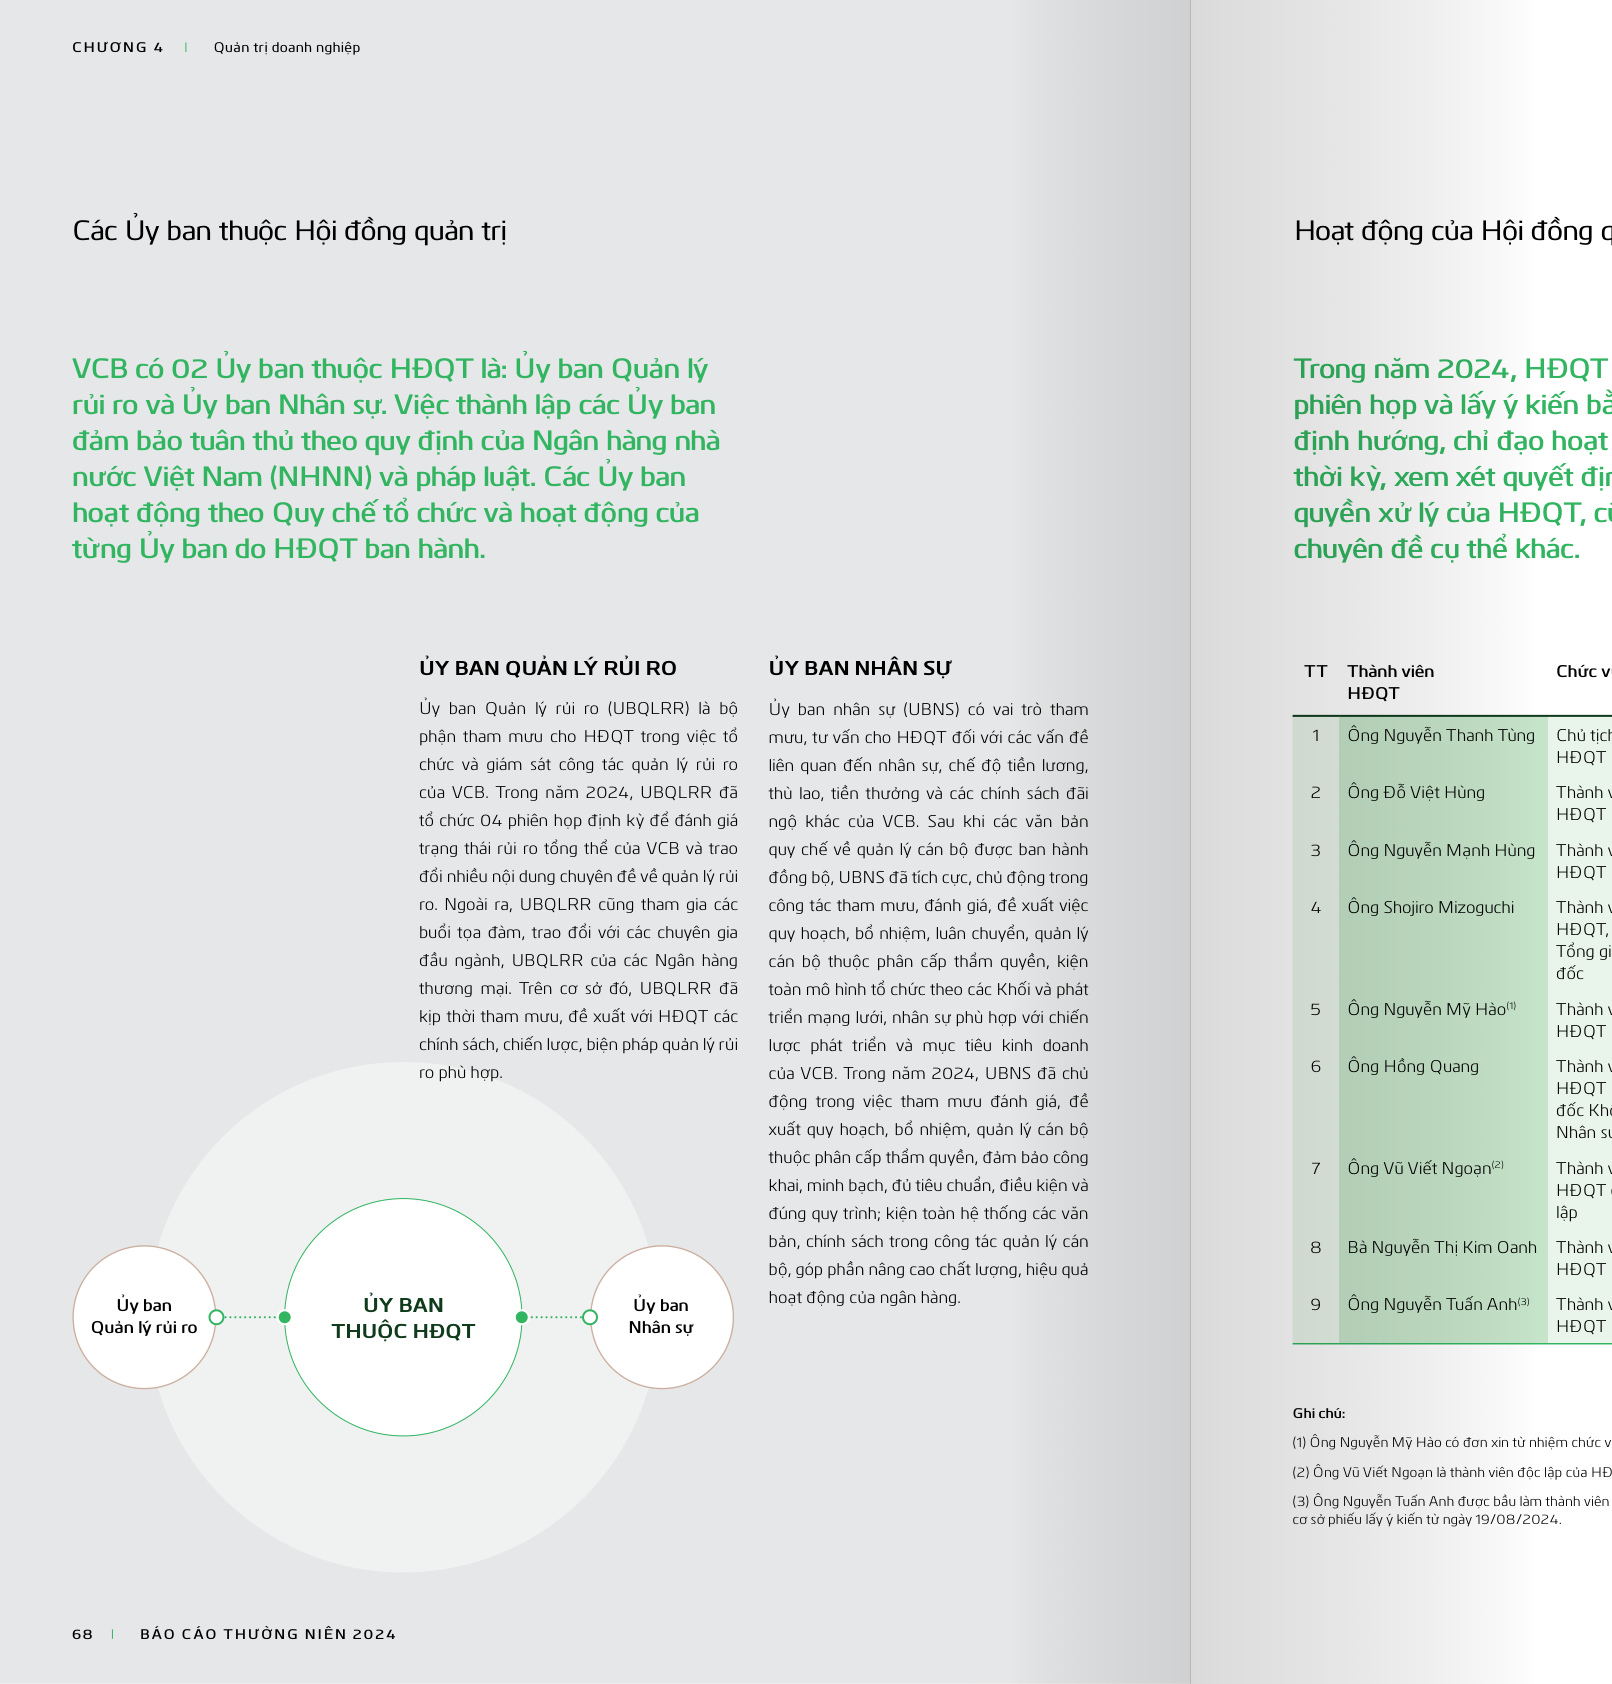 CHƯƠNG 4 | Quản trị doanh nghiệp
Các Ủy ban thuộc Hội đồng quản trị
VCB có 02 Ủy ban thuộc HĐQT là: Ủy ban Quản lý
rủi ro và Ủy ban Nhân sự. Việc thành lập các Ủy ban
đảm bảo tuân thủ theo quy định của Ngân hàng nhà
nước Việt Nam (NHNN) và pháp luật. Các Ủy ban
hoạt động theo Quy chế tổ chức và hoạt động của
từng Ủy ban do HĐQT ban hành.
ỦY BAN QUẢN LÝ RỦI RO
Ủy ban Quản lý rủi ro (UBQLRR) là bộ
phận tham mưu cho HĐQT trong việc tổ
chức và giám sát công tác quản lý rủi ro
của VCB. Trong năm 2024, UBQLRR đã
tổ chức 04 phiên họp định kỳ để đánh giá
trạng thái rủi ro tổng thể của VCB và trao
đổi nhiều nội dung chuyên đề về quản lý rủi
ro. Ngoài ra, UBQLRR cũng tham gia các
buổi tọa đàm, trao đổi với các chuyên gia
đầu ngành, UBQLRR của các Ngân hàng
thương mại. Trên cơ sở đó, UBQLRR đã
kịp thời tham mưu, đề xuất với HĐQT các
chính sách, chiến lược, biện pháp quản lý rủi
ro phù hợp.
ỦY BAN NHÂN SỰ
Ủy ban nhân sự (UBNS) có vai trò tham
mưu, tư vấn cho HĐQT đối với các vấn đề
liên quan đến nhân sự, chế độ tiền lương,
thù lao, tiền thưởng và các chính sách đãi
ngộ khác của VCB. Sau khi các văn bản
quy chế về quản lý cán bộ được ban hành
đồng bộ, UBNS đã tích cực, chủ động trong
công tác tham mưu, đánh giá, đề xuất việc
quy hoạch, bổ nhiệm, luân chuyển, quản lý
cán bộ thuộc phân cấp thẩm quyền, kiện
toàn mô hình tổ chức theo các Khối và phát
triển mạng lưới, nhân sự phù hợp với chiến
lược phát triển và mục tiêu kinh doanh
của VCB. Trong năm 2024, UBNS đã chủ
động trong việc tham mưu đánh giá, đề
xuất quy hoạch, bổ nhiệm, quản lý cán bộ
thuộc phân cấp thẩm quyền, đảm bảo công
khai, minh bạch, đủ tiêu chuẩn, điều kiện và
đúng quy trình; kiện toàn hệ thống các văn
bản, chính sách trong công tác quản lý cán
bộ, góp phần nâng cao chất lượng, hiệu quả
hoạt động của ngân hàng.
Ủy ban
Quản lý rủi ro
ỦY BAN
THUỘC HĐQT
Ủy ban
Nhân sự
68 | BÁO CÁO THƯỜNG NIÊN 2024
Hoạt động của Hội đồng
Trong năm 2024, HĐQT
phiên họp và lấy ý kiến
định hướng, chỉ đạo hoạt
thời kỳ, xem xét quyết
quyền xử lý của HĐQT,
chuyên đề cụ thể khác.
TT Thành viên Chức
HĐQT
1 Ông Nguyễn Thanh Tùng Chủ
HĐQT
2 Ông Đỗ Việt Hùng Thành
HĐQT
3 Ông Nguyễn Mạnh Hùng Thành
HĐQT
4 Ông Shojiro Mizoguchi Thành
HĐQT,
Tổng
đốc
5 Ông Nguyễn Mỹ Hào(1) Thành
HĐQT
6 Ông Hồng Quang Thành
HĐQT
đốc
Nhân
7 Ông Vũ Viết Ngoạn(2) Thành
HĐQT
lập
8 Bà Nguyễn Thị Kim Oanh Thành
HĐQT
9 Ông Nguyễn Tuấn Anh(3) Thành
HĐQT
Ghi chú:
(1) Ông Nguyễn Mỹ Hào có đơn xin từ nhiệm chức
(2) Ông Vũ Viết Ngoạn là thành viên độc lập của
(3) Ông Nguyễn Tuấn Anh được bầu làm thành viên
cơ sở phiếu lấy ý kiến từ ngày 19/08/2024.